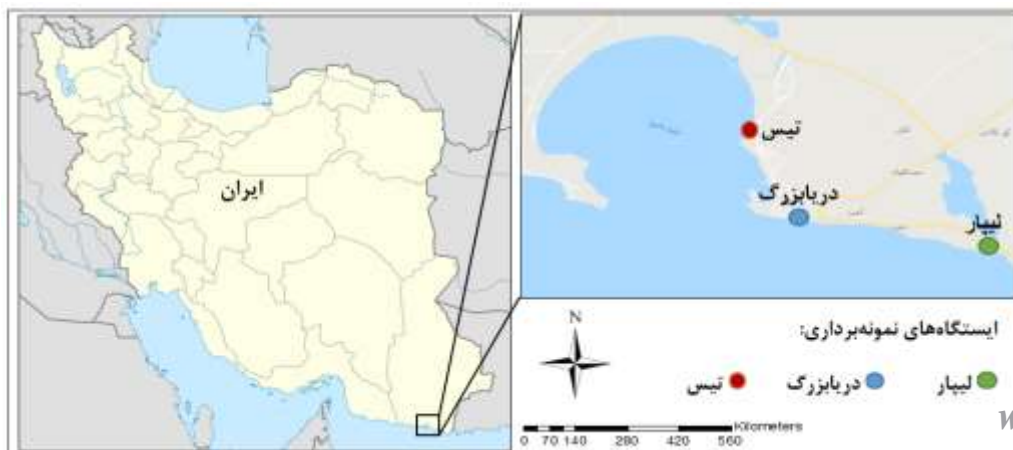 ایران
تیس
دریابزرگ
لیپار
ایستگاه‌های نمونه‌برداری:
لیپار دریابزرگ تیس
N
Kilometers
0 70 140 280 420 560
w